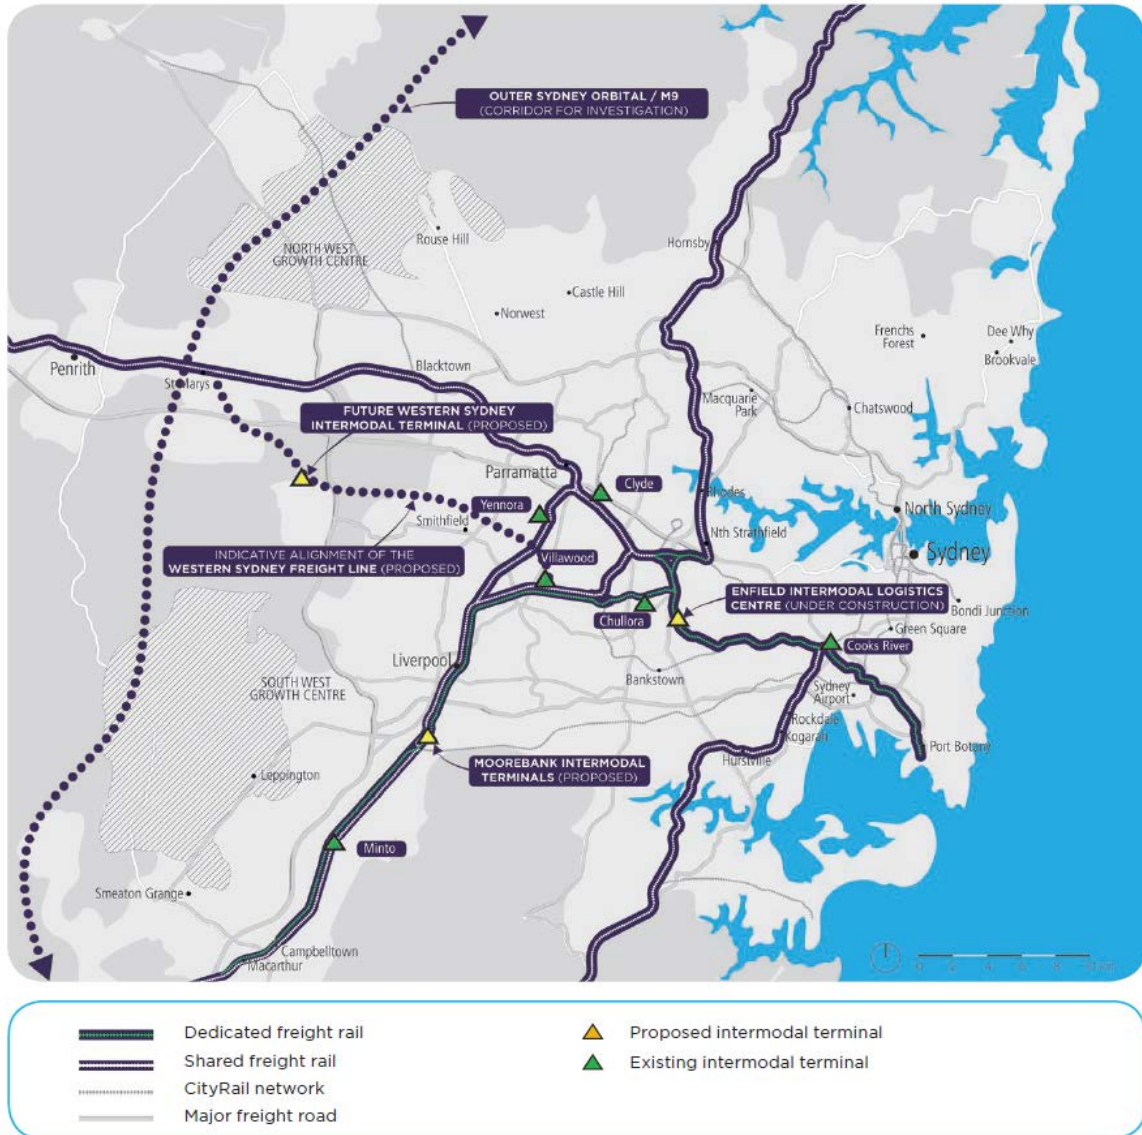 OUTER SYDNEY ORBITAL / M9
(CORRIDOR FOR INVESTIGATION)
NORTH WEST
GROWTH CENTRE
Rouse Hill
Hornsby
Castle Hill
Norwest
Frenchs
Forest
Dee Why
Brookvale
Penrith
St Marys
Blacktown
Macquarie
Park
Chatswood
FUTURE WESTERN SYDNEY
INTERMODAL TERMINAL (PROPOSED)
Parramatta
Clyde
Yennora
Rhodes
Smithfield
North Sydney
Nth Strathfield
Sydney
INDICATIVE ALIGNMENT OF THE
WESTERN SYDNEY FREIGHT LINE (PROPOSED)
Villawood
ENFIELD INTERMODAL LOGISTICS
CENTRE (UNDER CONSTRUCTION)
Bondi Junction
Chullora
Green Square
Cooks River
Liverpool
Bankstown
SOUTH WEST
GROWTH CENTRE
Sydney
Airport
Rockdale
Kogarah
Port Botany
Hurstville
MOOREBANK INTERMODAL
TERMINALS (PROPOSED)
Leppington
Minto
Smeaton Grange
Campbelltown
Macarthur
0 2 4 6 8
Dedicated freight rail
Shared freight rail
CityRail network
Major freight road
Proposed intermodal terminal
Existing intermodal terminal